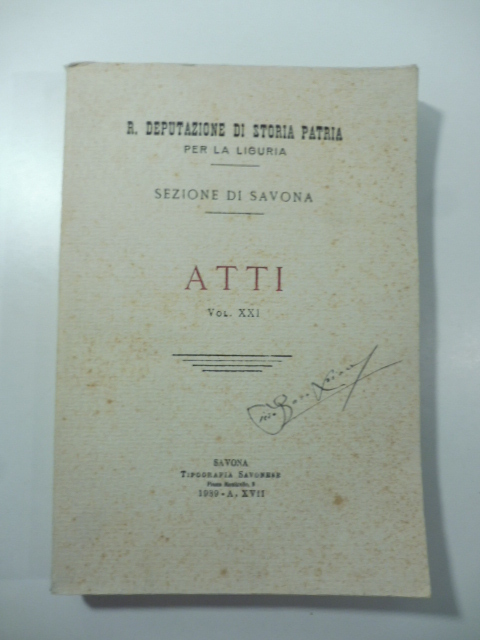 R. DEPUTAZIONE DI STORIA PATRIA
PER LA LIGURIA
SEZIONE DI SAVONA
ATTI
VOL. XXI
SAVONA
TIPOGRAFIA SAVONESE
1939 - A. XVII